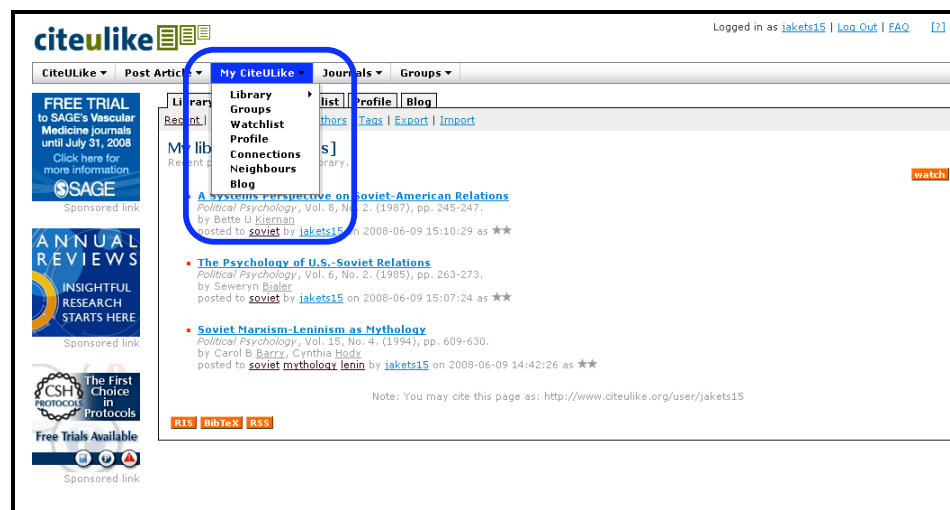 citeulike
Logged in as jakets15 | Log Out | FAQ [?]
CiteULike ▾ Post Article ▾ My CiteULike ▾ Journals ▾ Groups ▾
FREE TRIAL
to SAGE's Vascular
Medicine journals
until July 31, 2008
Click here for
more information
SAGE
Sponsored link
Library
Groups
Watchlist
Profile
Connections
Neighbours
Blog
list Profile Blog
Recent | Tags | Export | Import
My
Recent
watch
A Systems Perspective on Soviet-American Relations
Political Psychology, Vol. 8, No. 2. (1987), pp. 245-247.
by Bette U Kiernan
posted to soviet by jakets15 on 2008-06-09 15:10:29 as ★★
ANNUAL
REVIEWS
INSIGHTFUL
RESEARCH
STARTS HERE
Sponsored link
The Psychology of U.S.-Soviet Relations
Political Psychology, Vol. 6, No. 2. (1985), pp. 263-273.
by Seweryn Bialer
posted to soviet by jakets15 on 2008-06-09 15:07:24 as ★★
Soviet Marxism-Leninism as Mythology
Political Psychology, Vol. 15, No. 4. (1994), pp. 609-630.
by Carol B Barry, Cynthia Hody
posted to soviet mythology lenin by jakets15 on 2008-06-09 14:42:26 as ★★
Note: You may cite this page as: http://www.citeulike.org/user/jakets15
RIS BibTeX RSS
CSH
PROTOCOLS
The First
Choice
in
Protocols
Free Trials Available
Sponsored link